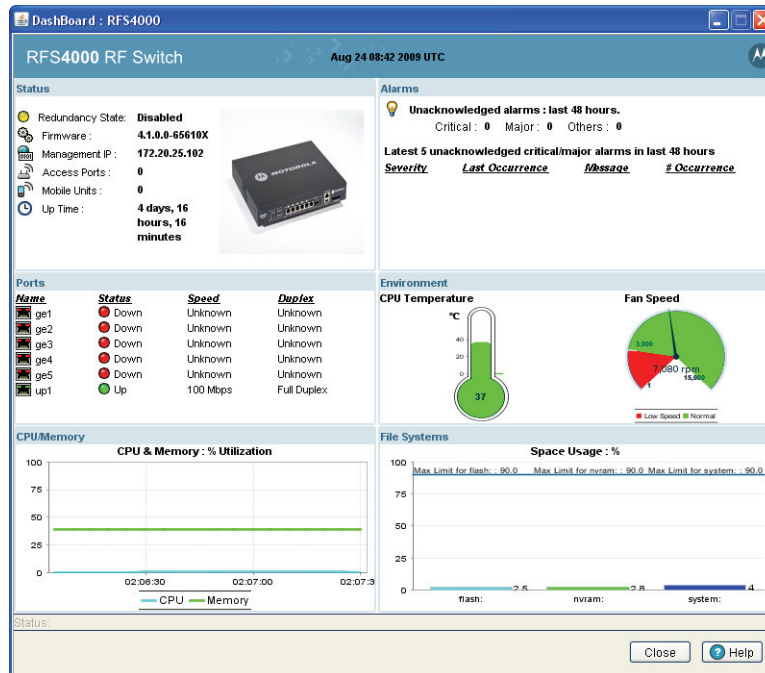 DashBoard : RFS4000
RFS4000 RF Switch
Aug 24 08:42 2009 UTC
Status
Redundancy State: Disabled
Firmware : 4.1.0.0-65610X
Management IP : 172.20.25.102
Access Ports : 0
Mobile Units : 0
Up Time : 4 days, 16
hours, 16
minutes
MOTOROLA
Alarms
Unacknowledged alarms : last 48 hours.
Critical : 0 Major : 0 Others : 0
Latest 5 unacknowledged critical/major alarms in last 48 hours
Severity Last Occurrence Message # Occurrence
Ports
Name Status Speed Duplex
ge1 Down Unknown Unknown
ge2 Down Unknown Unknown
ge3 Down Unknown Unknown
ge4 Down Unknown Unknown
ge5 Down Unknown Unknown
up1 Up 100 Mbps Full Duplex
Environment
CPU Temperature
°C
40
20
0
37
Fan Speed
3,000
7,080 rpm
15,000
1
Low Speed Normal
CPU/Memory
CPU & Memory : % Utilization
100
75
50
25
0
02:06:30 02:07:00 02:07:3
CPU Memory
File Systems
Space Usage : %
100
Max Limit for flash: : 90.0 Max Limit for nvram: : 90.0 Max Limit for system: : 90.0
75
50
25
0
2.5 2.8 4
flash: nvram: system:
Status:
Close Help